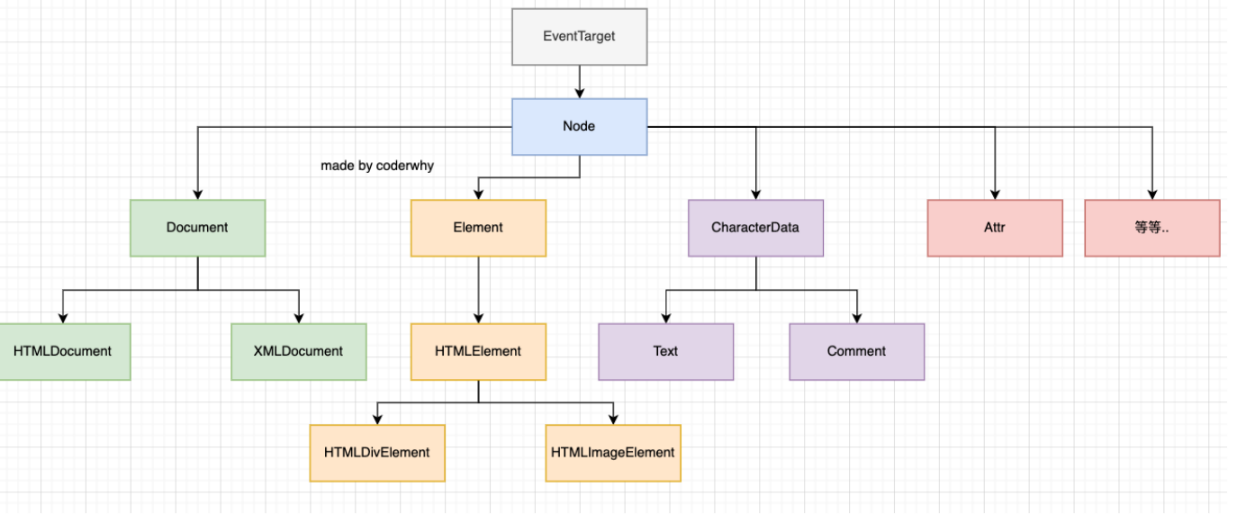 EventTarget
Node
made by coderwhy
Document
Element
CharacterData
Attr
等等..
HTMLDocument
XMLDocument
HTMLElement
Text
Comment
HTMLDivElement
HTMLImageElement